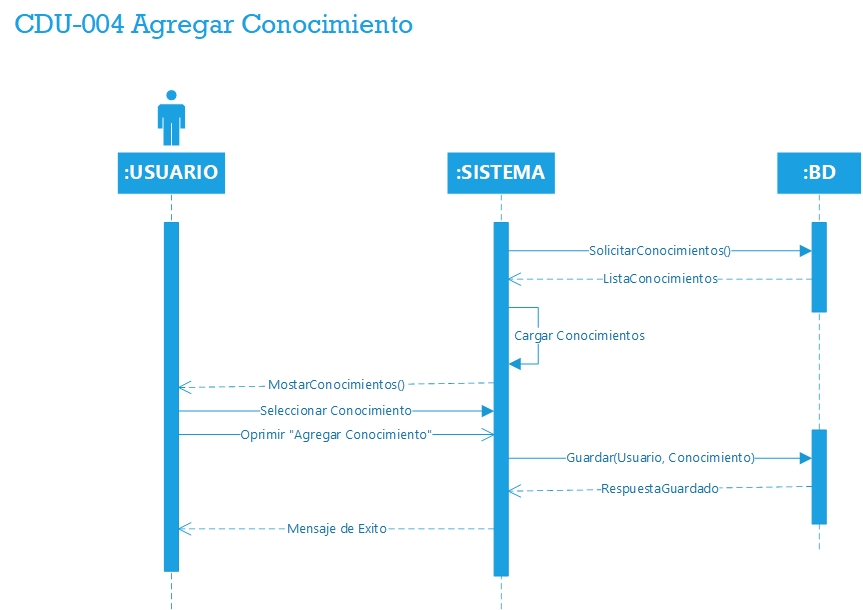 CDU-004 Agregar Conocimiento
:USUARIO
:SISTEMA
:BD
SolicitarConocimientos()
ListaConocimientos
Cargar Conocimientos
MostarConocimientos()
Seleccionar Conocimiento
Oprimir "Agregar Conocimiento"
Guardar(Usuario, Conocimiento)
RespuestaGuardado
Mensaje de Exito